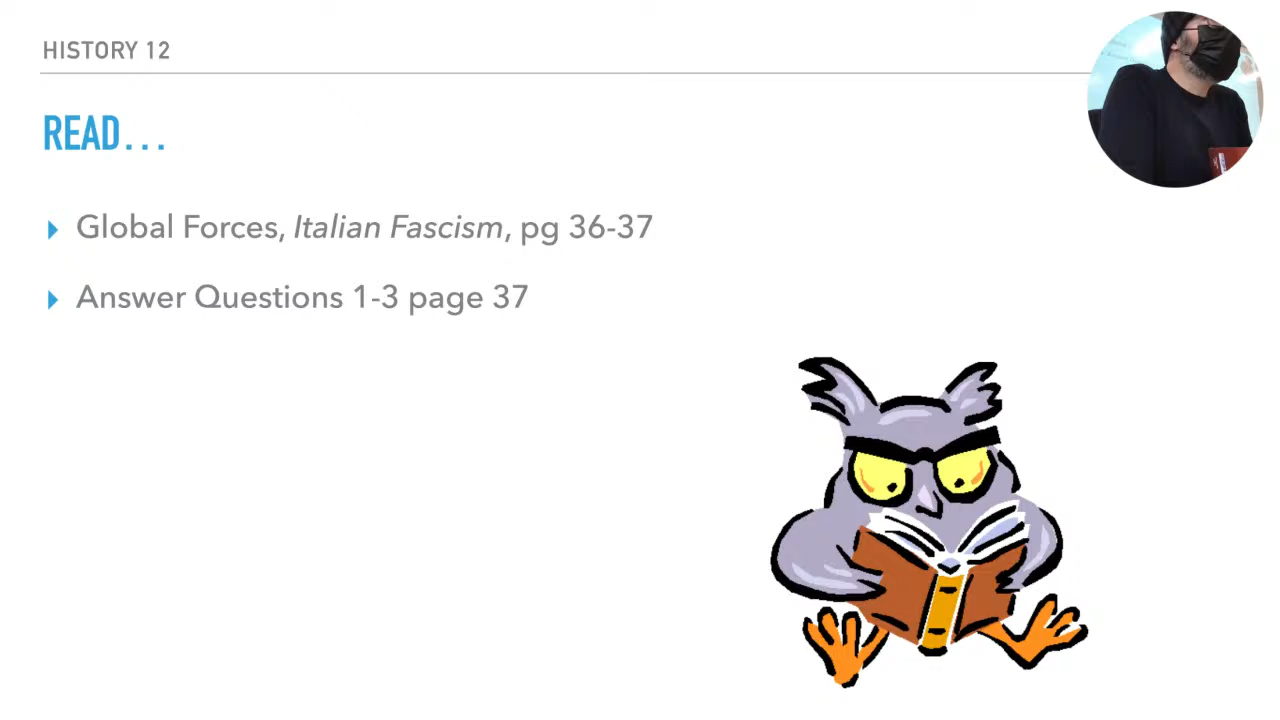 HISTORY 12
READ...
Global Forces, Italian Fascism, pg 36-37
Answer Questions 1-3 page 37